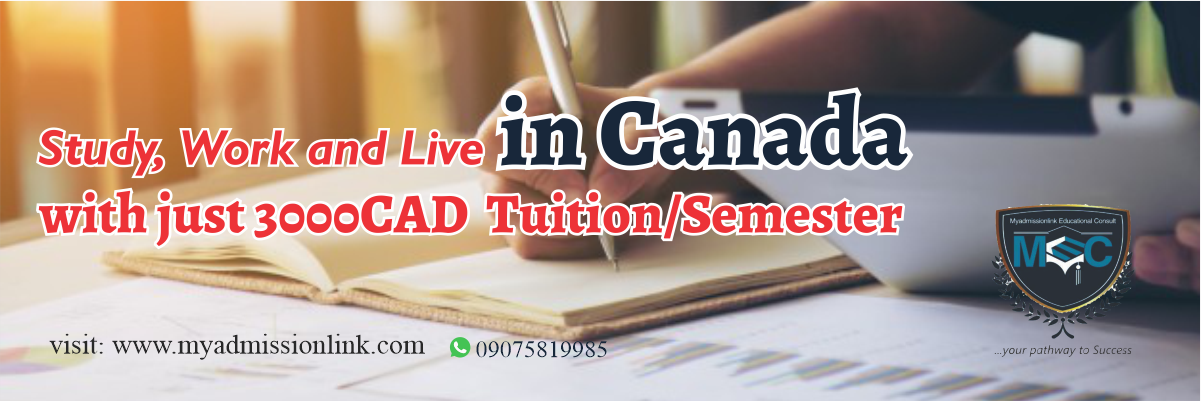 Study, Work and Live in Canada
with just 3000CAD Tuition/Semester
Myadmissionlink Educational Consult
MEC
...your pathway to Success
visit: www.myadmissionlink.com 09075819985